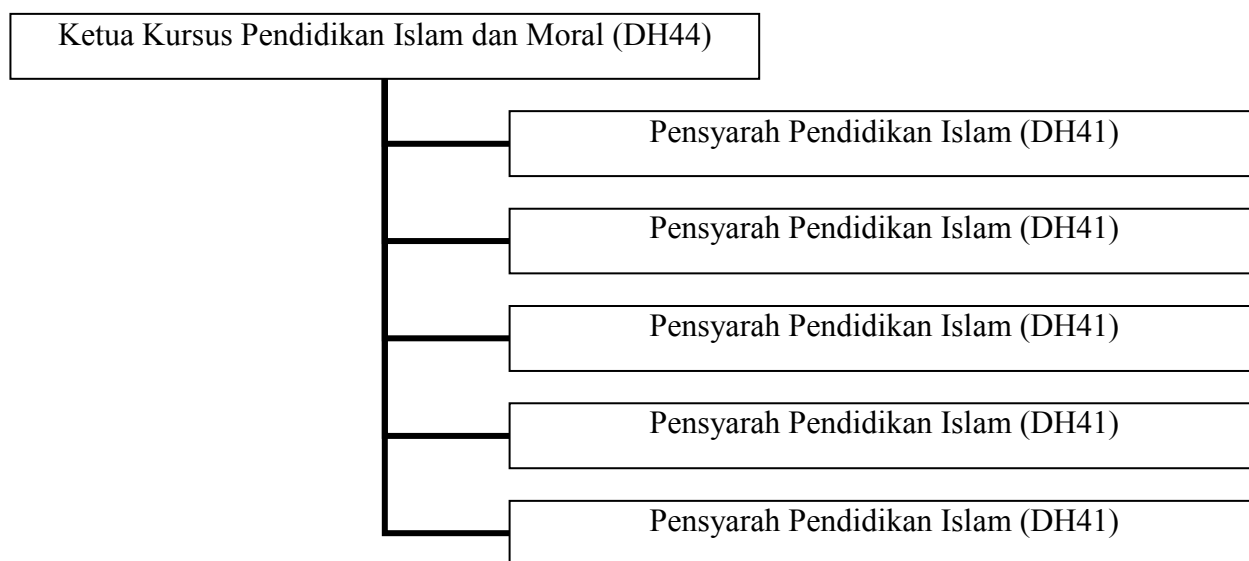 Ketua Kursus Pendidikan Islam dan Moral (DH44)
Pensyarah Pendidikan Islam (DH41)
Pensyarah Pendidikan Islam (DH41)
Pensyarah Pendidikan Islam (DH41)
Pensyarah Pendidikan Islam (DH41)
Pensyarah Pendidikan Islam (DH41)